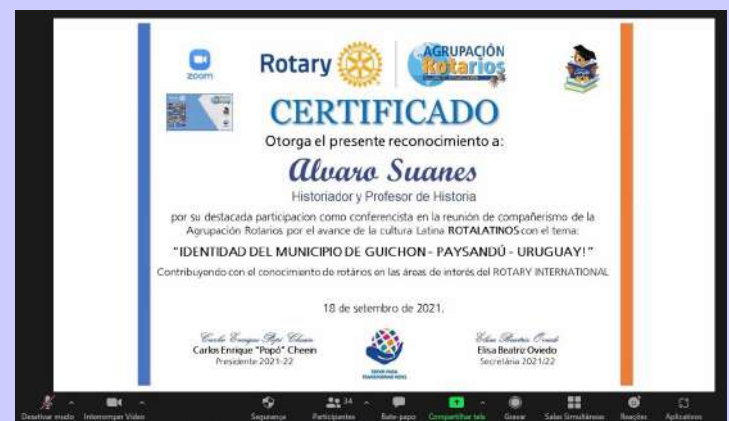 zoom
Rotary
AGRUPACIÓN
Rotarios
CERTIFICADO
Otorga el presente reconocimiento a:
Alvaro Suanes
Historiador y Profesor de Historia
por su destacada participacion como conferencista en la reunión de compañerismo de la
Agrupación Rotarios por el avance de la cultura Latina ROTALATINOS con el tema:
"IDENTIDAD DEL MUNICIPIO DE GUICHON - PAYSANDÚ - URUGUAY!"
Contribuyendo con el conocimiento de rotários en las áreas de interés del ROTARY INTERNATIONAL
18 de setembro de 2021.
Carlos Enrique "Popó" Cheein
Presidente 2021-22
SERVIR PARA
TRANSFORMAR VIDAS
Elisa Beatriz Oviedo
Secretária 2021/22
Desativar mudo
Interromper Vídeo
Segurança
34
Participantes
Bate-papo
Compartilhar tela
Gravar
Salas Simultâneas
Reações
Aplicativos